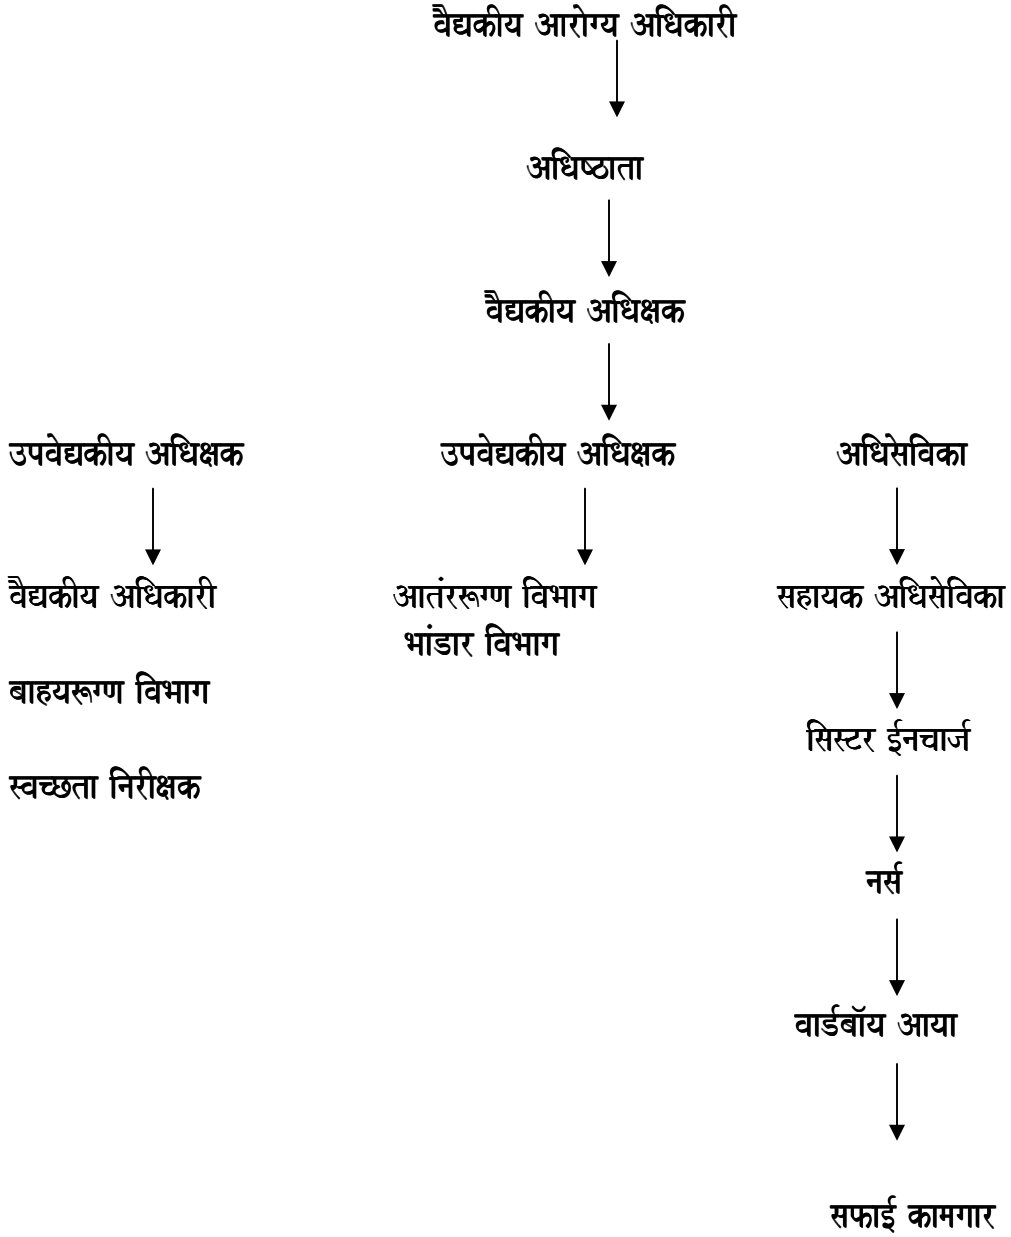 वैद्यकीय आरोग्य अधिकारी
अधिष्ठाता
वैद्यकीय अधिक्षक
उपवेद्यकीय अधिक्षक उपवेद्यकीय अधिक्षक अधिसेविका
वैद्यकीय अधिकारी आतंररूग्ण विभाग सहायक अधिसेविका
भांडार विभाग
बाहयरूग्ण विभाग
सिस्टर ईनचार्ज
स्वच्छता निरीक्षक
नर्स
वार्डबॉय आया
सफाई कामगार